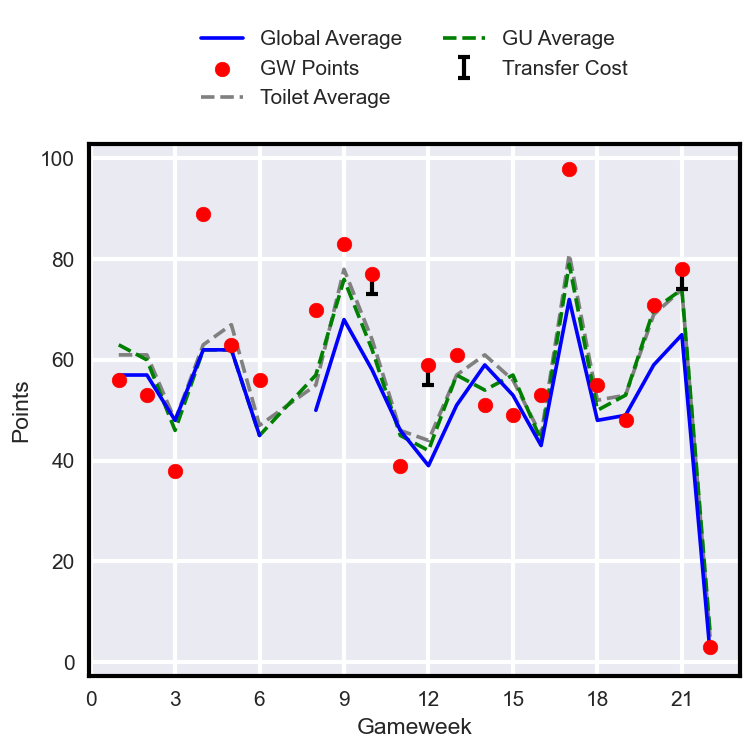 Global Average
GW Points
Toilet Average
GU Average
Transfer Cost
100
80
60
40
20
0
Points
0 3 6 9 12 15 18 21
Gameweek